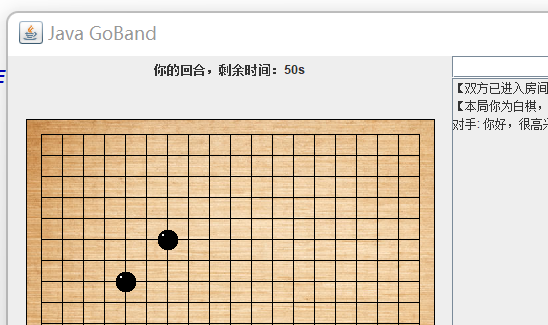 Java GoBand
你的回合，剩余时间：50s
【双方已进入房间
【本局你为白棋，
对手: 你好，很高